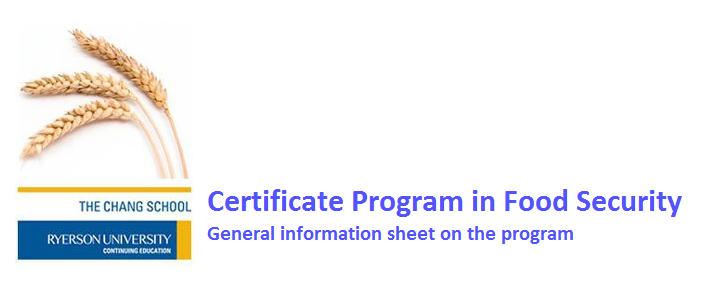 THE CHANG SCHOOL
RYERSON UNIVERSITY
CONTINUING EDUCATION
Certificate Program in Food Security
General information sheet on the program